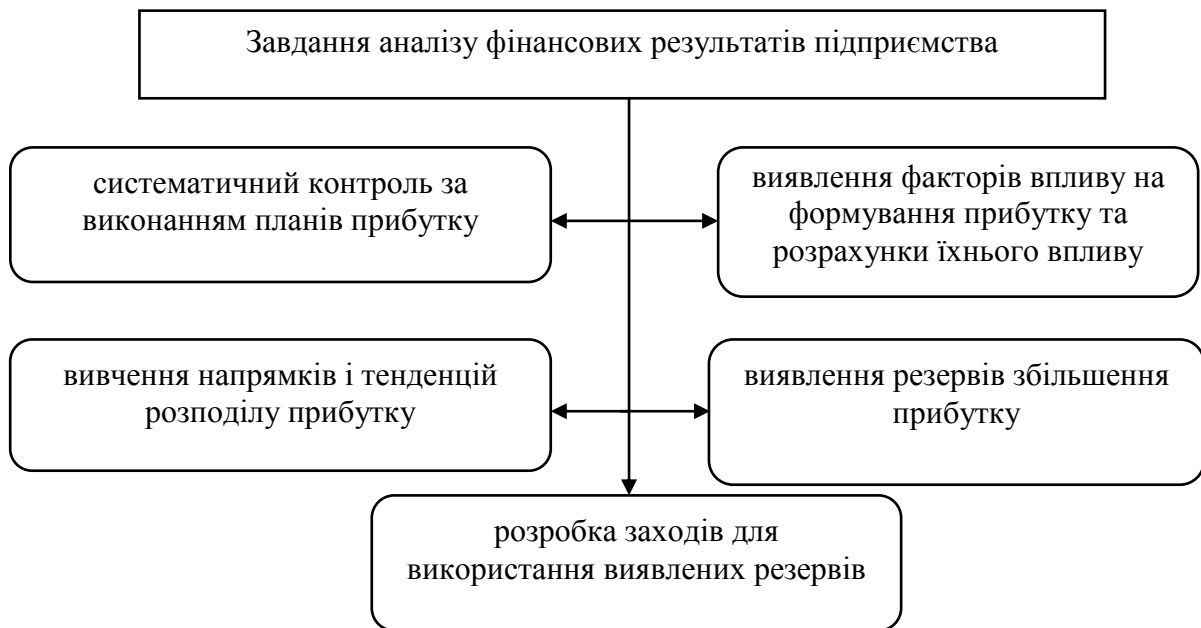 Завдання аналізу фінансових результатів підприємства
систематичний контроль за
виконанням планів прибутку
виявлення факторів впливу на
формування прибутку та
розрахунки їхнього впливу
вивчення напрямків і тенденцій
розподілу прибутку
виявлення резервів збільшення
прибутку
розробка заходів для
використання виявлених резервів